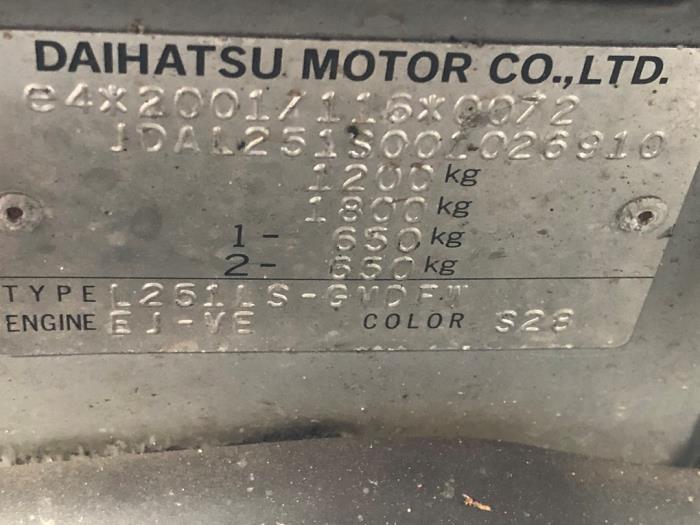 DAIHATSU MOTOR CO.,LTD.
e4*2001/116*0072
JDAL251S001026910
1200 kg
1800 kg
1- 650 kg
2- 650 kg
TYPE L251LS-GMDFW
ENGINE EJ-VE COLOR S28